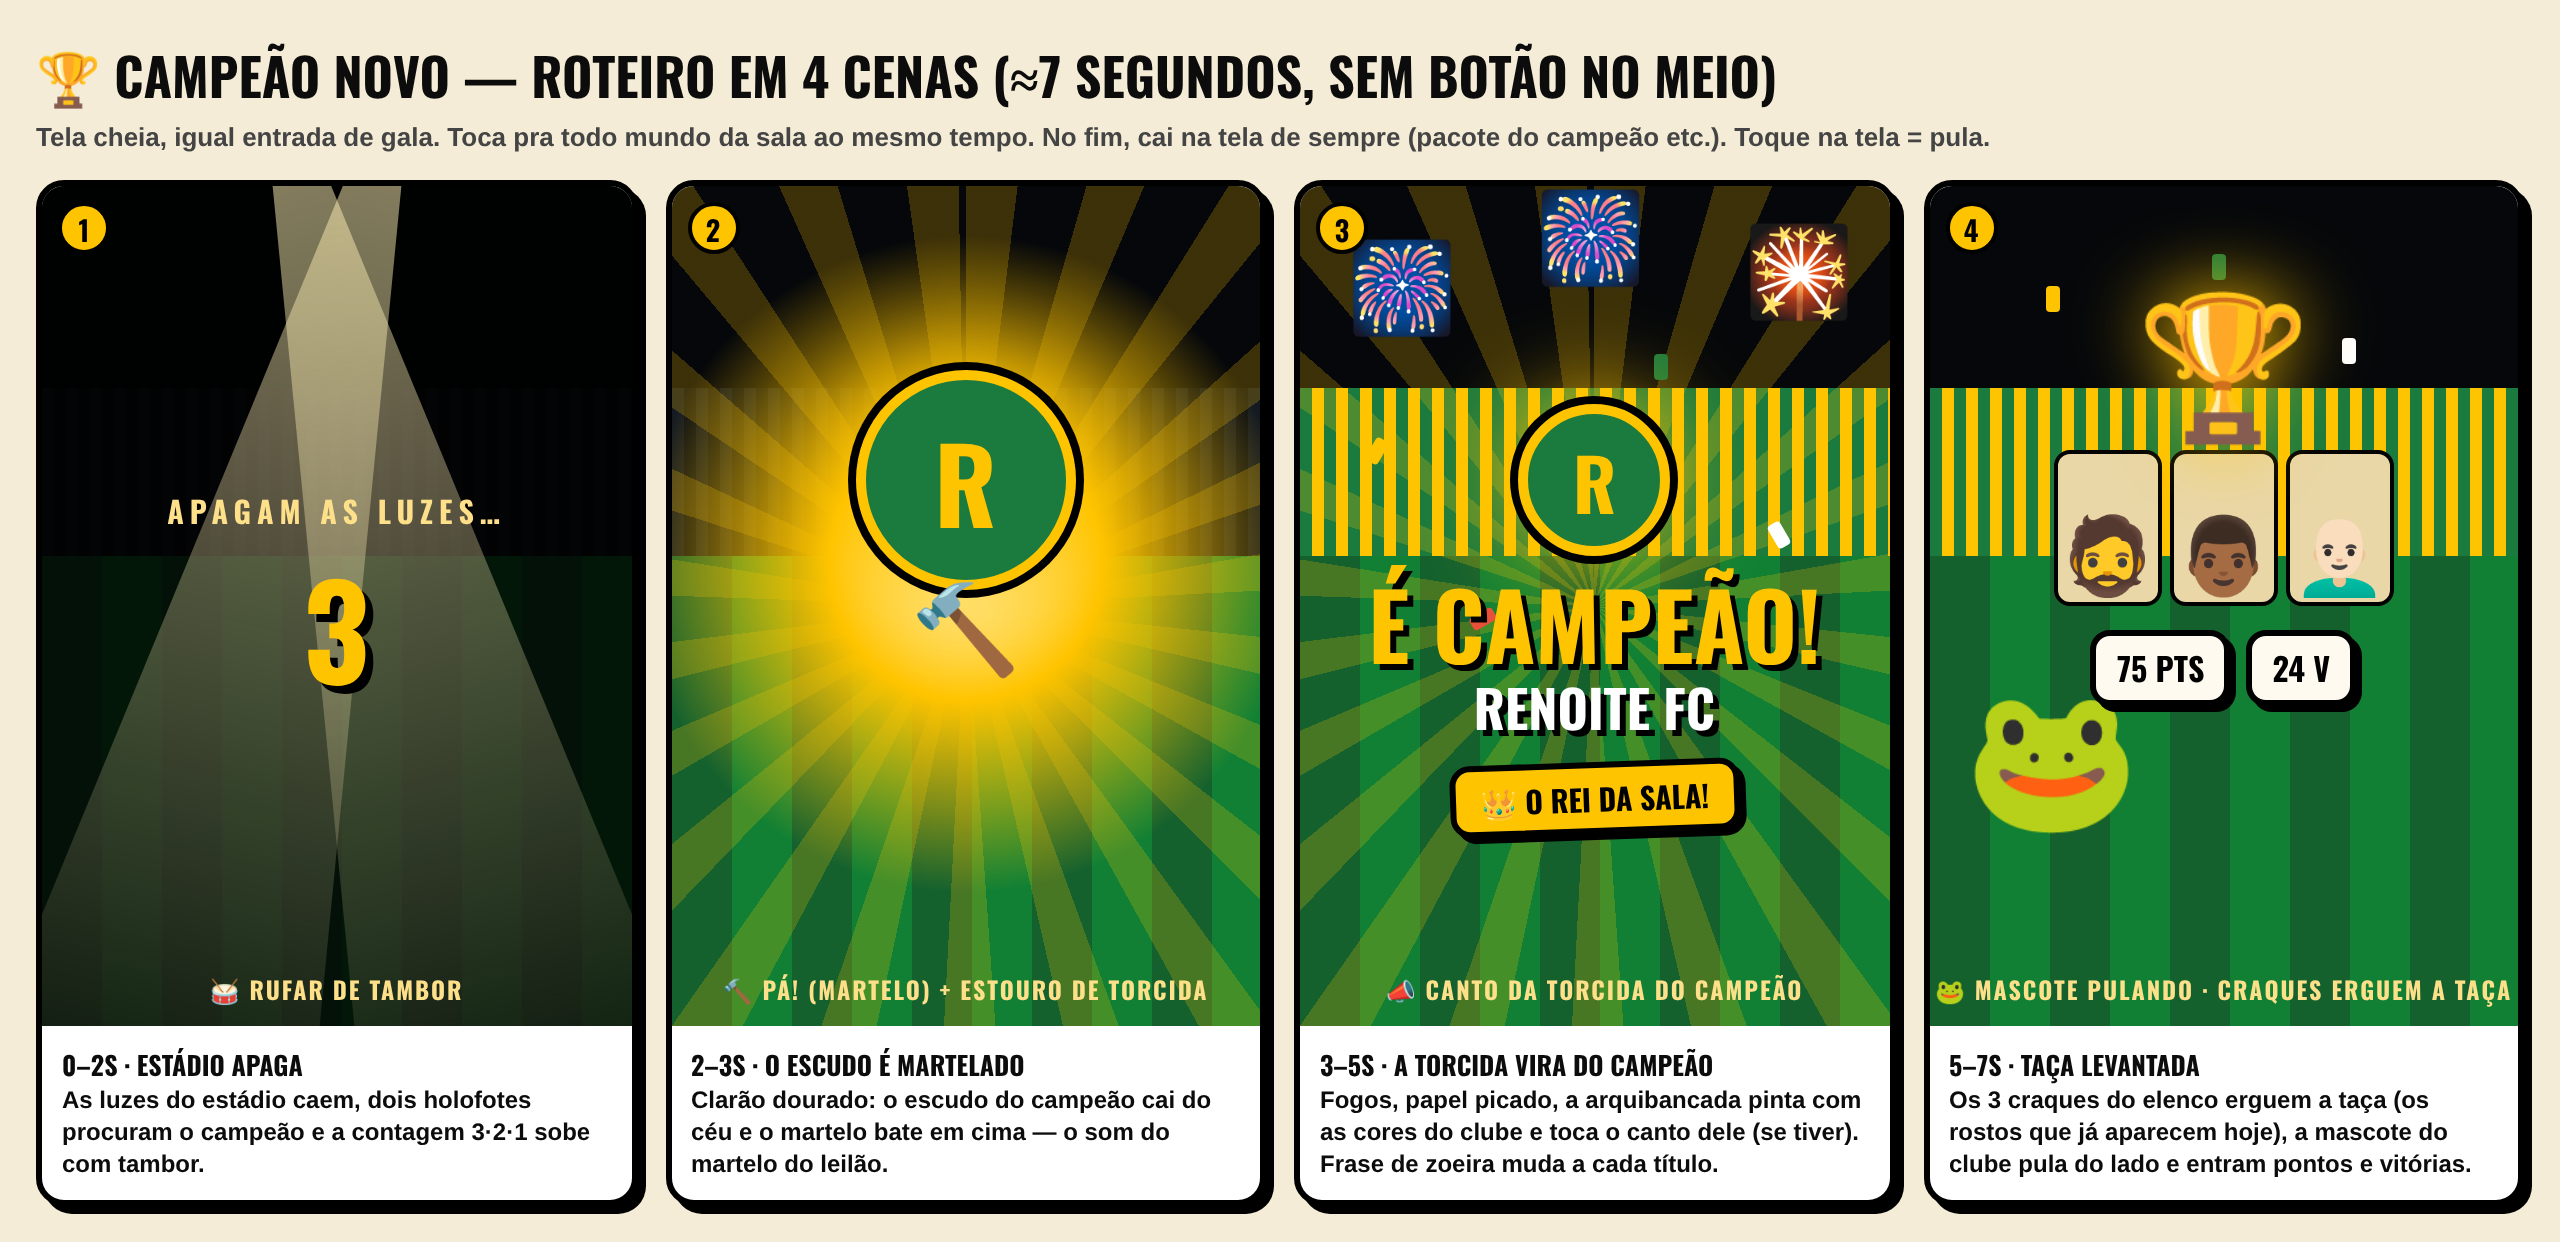 🏆 CAMPEÃO NOVO — ROTEIRO EM 4 CENAS (≈7 SEGUNDOS, SEM BOTÃO NO MEIO)
Tela cheia, igual entrada de gala. Toca pra todo mundo da sala ao mesmo tempo. No fim, cai na tela de sempre (pacote do campeão etc.). Toque na tela = pula.
1
APAGAM AS LUZES...
3
🥁 RUFAR DE TAMBOR
0–2S · ESTÁDIO APAGA
As luzes do estádio caem, dois holofotes
procuram o campeão e a contagem 3·2·1 sobe
com tambor.
2
R
🔨 PÁ! (MARTELO) + ESTOURO DE TORCIDA
2–3S · O ESCUDO É MARTELADO
Clarão dourado: o escudo do campeão cai do
céu e o martelo bate em cima — o som do
martelo do leilão.
3
R
É CAMPEÃO!
RENOITE FC
👑 O REI DA SALA!
📣 CANTO DA TORCIDA DO CAMPEÃO
3–5S · A TORCIDA VIRA DO CAMPEÃO
Fogos, papel picado, a arquibancada pinta com
as cores do clube e toca o canto dele (se tiver).
Frase de zoeira muda a cada título.
4
75 PTS
24 V
🐸 MASCOTE PULANDO · CRAQUES ERGUEM A TAÇA
5–7S · TAÇA LEVANTADA
Os 3 craques do elenco erguem a taça (os
rostos que já aparecem hoje), a mascote do
clube pula do lado e entram pontos e vitórias.